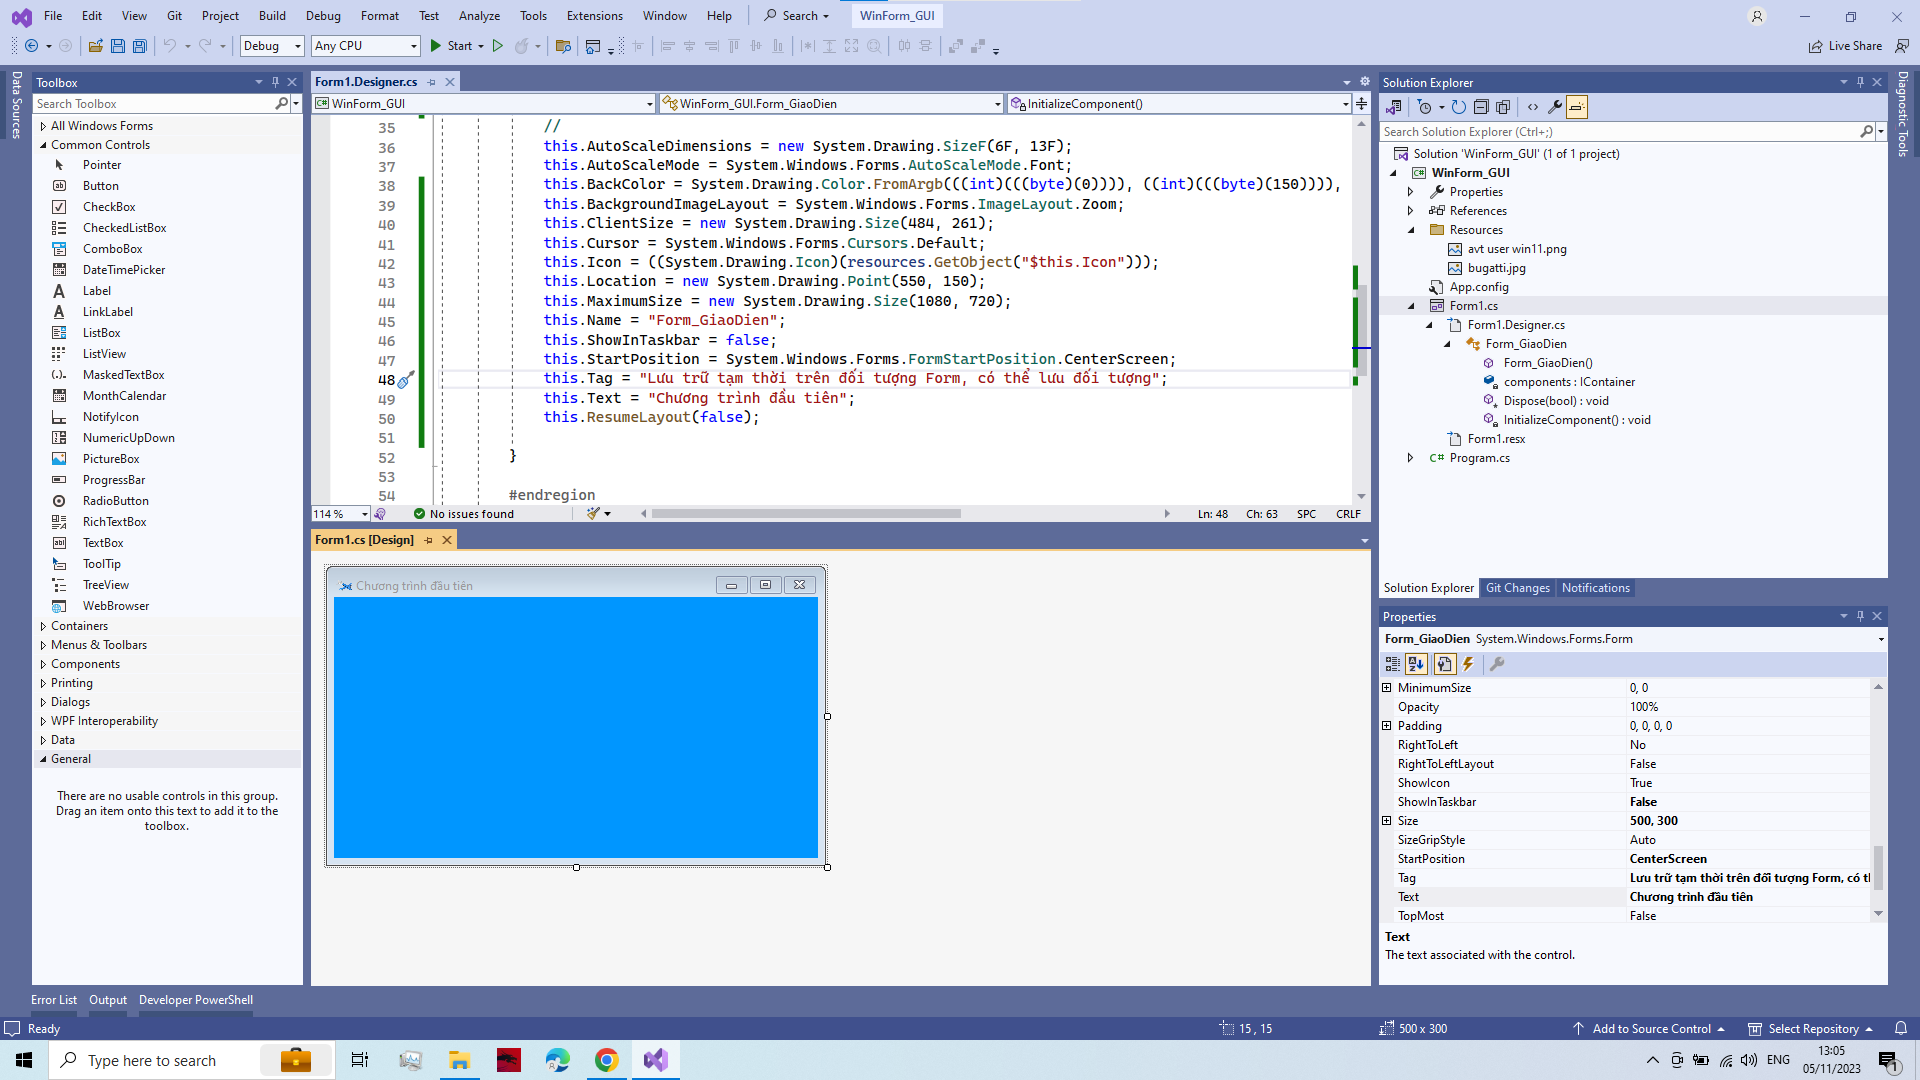 File Edit View Git Project Build Debug Format Test Analyze Tools Extensions Window Help Search WinForm_GUI
Debug Any CPU Start Live Share
Data Sources
Toolbox
Search Toolbox
All Windows Forms
Common Controls
Pointer
Button
CheckBox
CheckedListBox
ComboBox
DateTimePicker
Label
LinkLabel
ListBox
ListView
MaskedTextBox
MonthCalendar
NotifyIcon
NumericUpDown
PictureBox
ProgressBar
RadioButton
RichTextBox
TextBox
ToolTip
TreeView
WebBrowser
Containers
Menus & Toolbars
Components
Printing
Dialogs
WPF Interoperability
Data
General
There are no usable controls in this group.
Drag an item onto this text to add it to the
toolbox.
Form1.Designer.cs
WinForm_GUI WinForm_GUI.Form_GiaoDien InitializeComponent()
35 //
36 this.AutoScaleDimensions = new System.Drawing.SizeF(6F, 13F);
37 this.AutoScaleMode = System.Windows.Forms.AutoScaleMode.Font;
38 this.BackColor = System.Drawing.Color.FromArgb(((int)(((byte)(0)))), ((int)(((byte)(150)))),
39 this.BackgroundImageLayout = System.Windows.Forms.ImageLayout.Zoom;
40 this.ClientSize = new System.Drawing.Size(484, 261);
41 this.Cursor = System.Windows.Forms.Cursors.Default;
42 this.Icon = ((System.Drawing.Icon)(resources.GetObject("$this.Icon")));
43 this.Location = new System.Drawing.Point(550, 150);
44 this.MaximumSize = new System.Drawing.Size(1080, 720);
45 this.Name = "Form_GiaoDien";
46 this.ShowInTaskbar = false;
47 this.StartPosition = System.Windows.Forms.FormStartPosition.CenterScreen;
48 this.Tag = "Lưu trữ tạm thời trên đối tượng Form, có thể lưu đối tượng";
49 this.Text = "Chương trình đầu tiên";
50 this.ResumeLayout(false);
51
52 }
53
54 #endregion
114 % No issues found Ln: 48 Ch: 63 SPC CRLF
Form1.cs [Design]
Chương trình đầu tiên
Solution Explorer
Search Solution Explorer (Ctrl+;)
Solution 'WinForm_GUI' (1 of 1 project)
WinForm_GUI
Properties
References
Resources
avt user win11.png
bugatti.jpg
App.config
Form1.cs
Form1.Designer.cs
Form_GiaoDien
Form_GiaoDien()
components : IContainer
Dispose(bool) : void
InitializeComponent() : void
Form1.resx
C# Program.cs
Diagnostic Tools
Solution Explorer Git Changes Notifications
Properties
Form_GiaoDien System.Windows.Forms.Form
MinimumSize 0, 0
Opacity 100%
Padding 0, 0, 0, 0
RightToLeft No
RightToLeftLayout False
ShowIcon True
ShowInTaskbar False
Size 500, 300
SizeGripStyle Auto
StartPosition CenterScreen
Tag Lưu trữ tạm thời trên đối tượng Form, có th
Text Chương trình đầu tiên
TopMost False
Text
The text associated with the control.
Error List Output Developer PowerShell
Ready 15 , 15 500 x 300 Add to Source Control Select Repository
Type here to search
ENG 13:05
05/11/2023
1